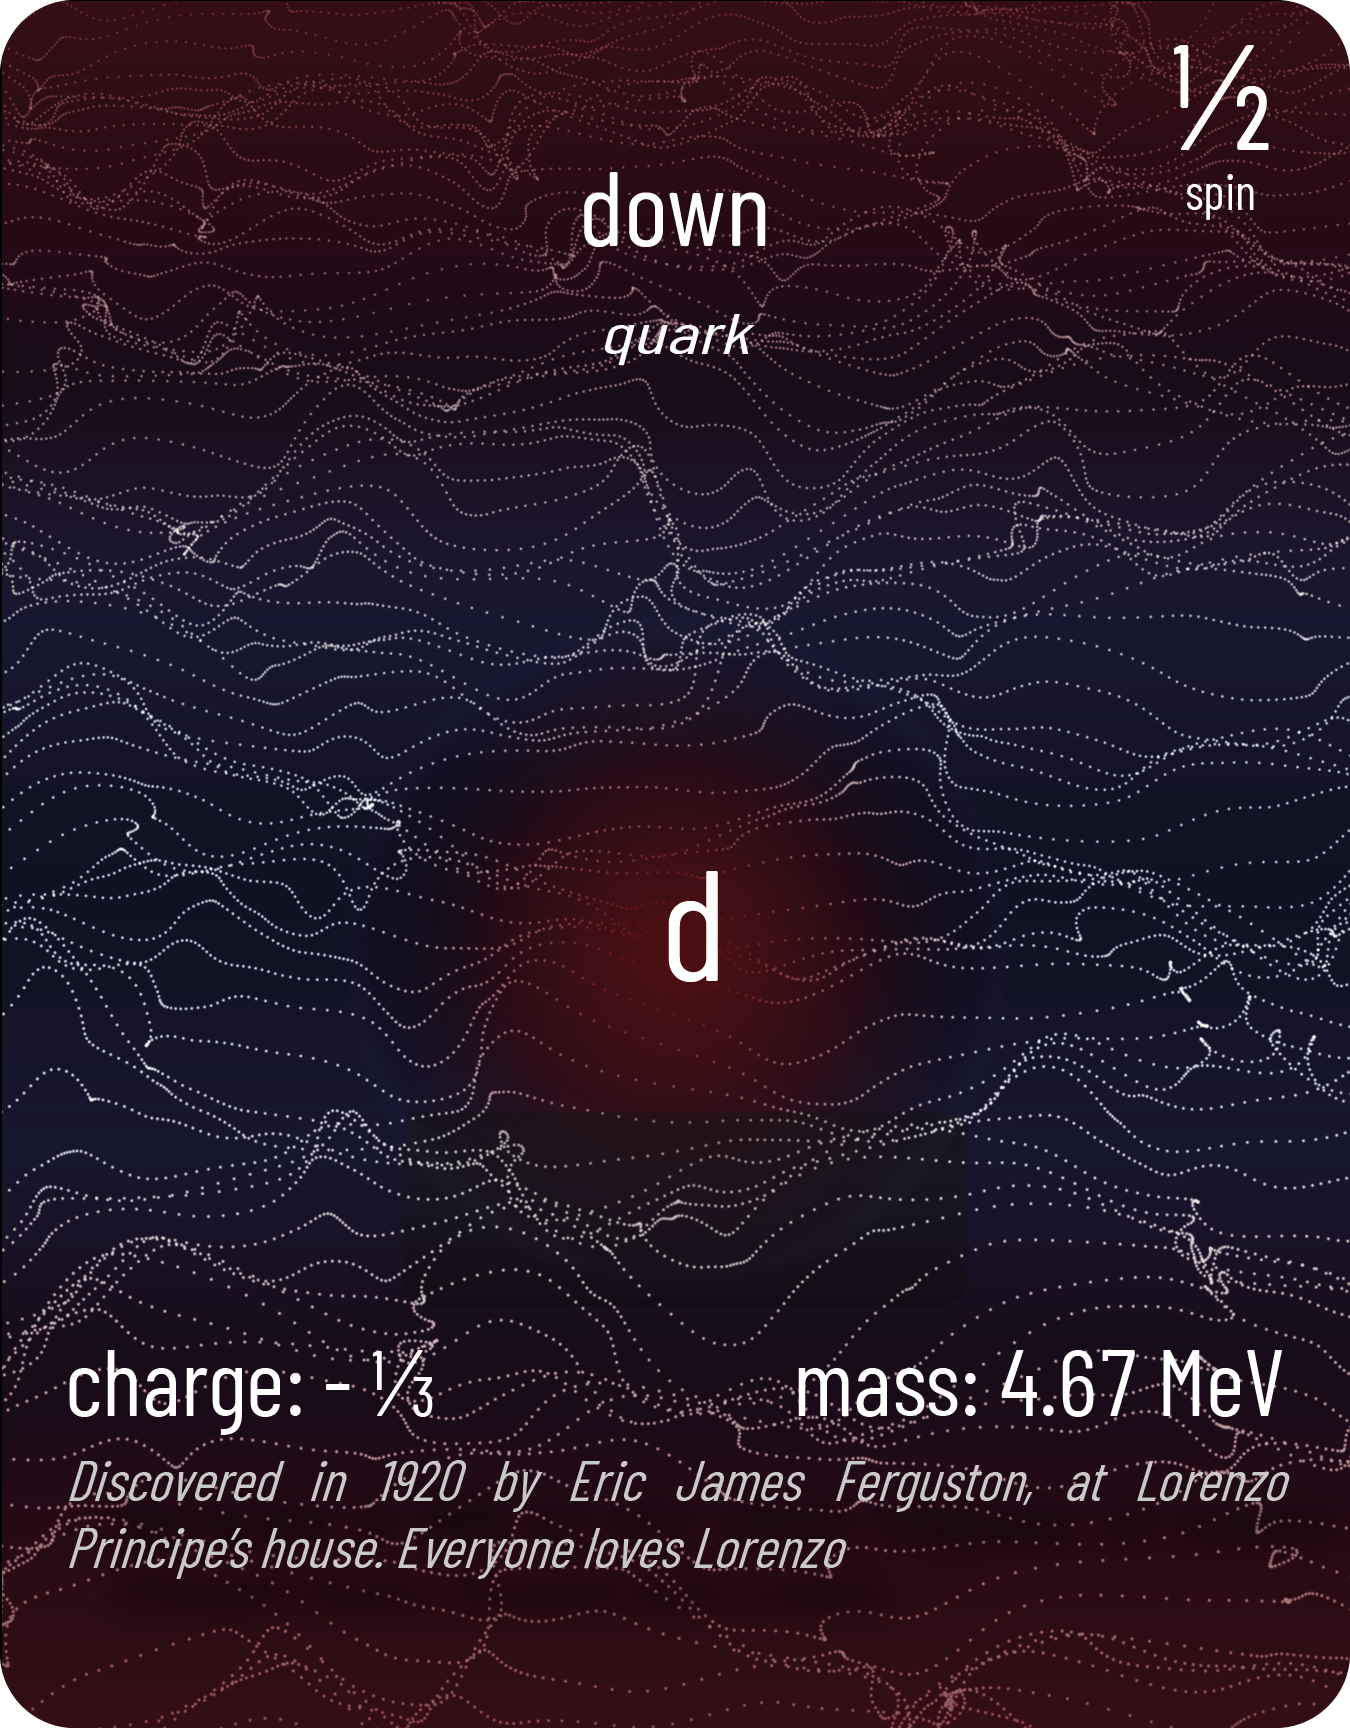 ½
spin
down
quark
d
charge: - ⅓
mass: 4.67 MeV
Discovered in 1920 by Eric James Ferguston, at Lorenzo
Principe's house. Everyone loves Lorenzo